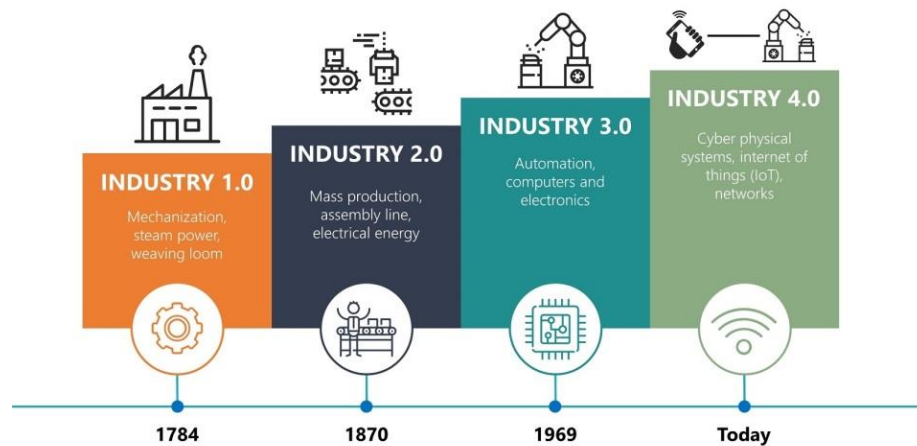 INDUSTRY 1.0
Mechanization,
steam power,
weaving loom
INDUSTRY 2.0
Mass production,
assembly line,
electrical energy
INDUSTRY 3.0
Automation,
computers and
electronics
INDUSTRY 4.0
Cyber physical
systems, internet of
things (IoT),
networks
1784
1870
1969
Today